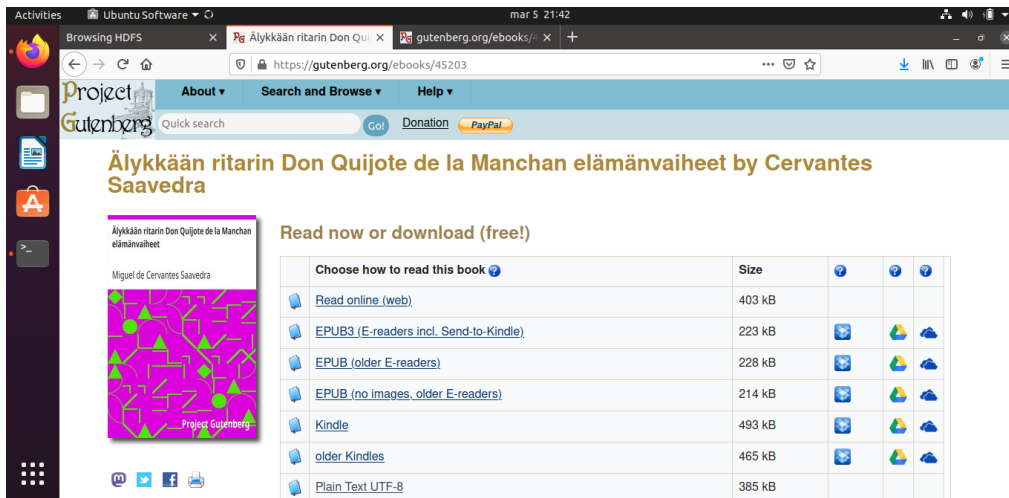 Activities Ubuntu Software mar 5 21:42
Browsing HDFS Älykkään ritarin Don Qui gutenberg.org/ebooks/4
https://gutenberg.org/ebooks/45203
Project Gutenberg About Search and Browse Help
Quick search Go! Donation PayPal
Älykkään ritarin Don Quijote de la Manchan elämänvaiheet by Cervantes
Saavedra
Älykkään ritarin Don Quijote de la Manchan
elämänvaiheet
Miguel de Cervantes Saavedra
Project Gutenberg
Read now or download (free!)
Choose how to read this book Size
Read online (web) 403 kB
EPUB3 (E-readers incl. Send-to-Kindle) 223 kB
EPUB (older E-readers) 228 kB
EPUB (no images, older E-readers) 214 kB
Kindle 493 kB
older Kindles 465 kB
Plain Text UTF-8 385 kB